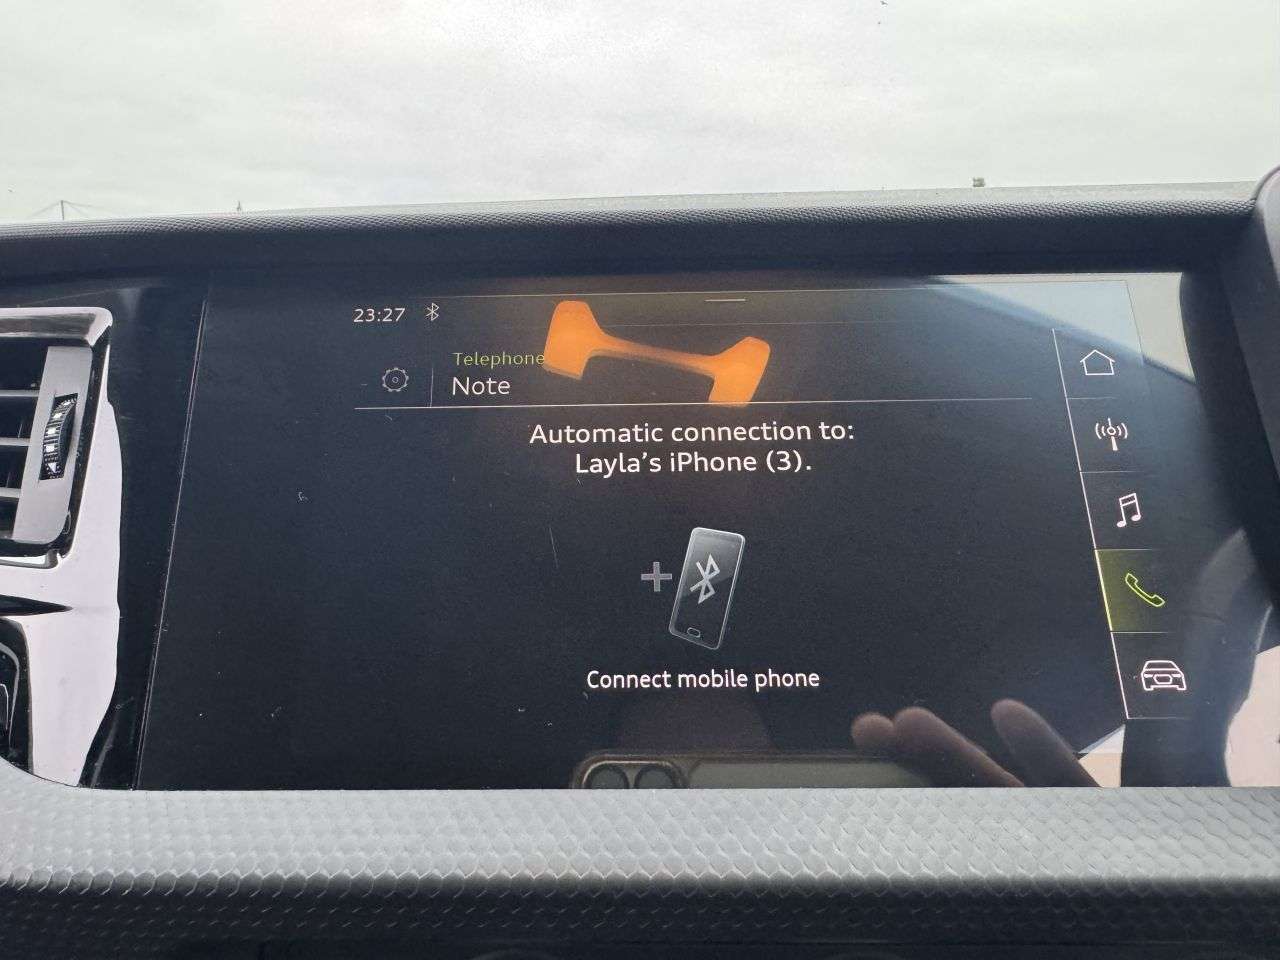 23:27
Telephone
Note
Automatic connection to:
Layla's iPhone (3).
Connect mobile phone